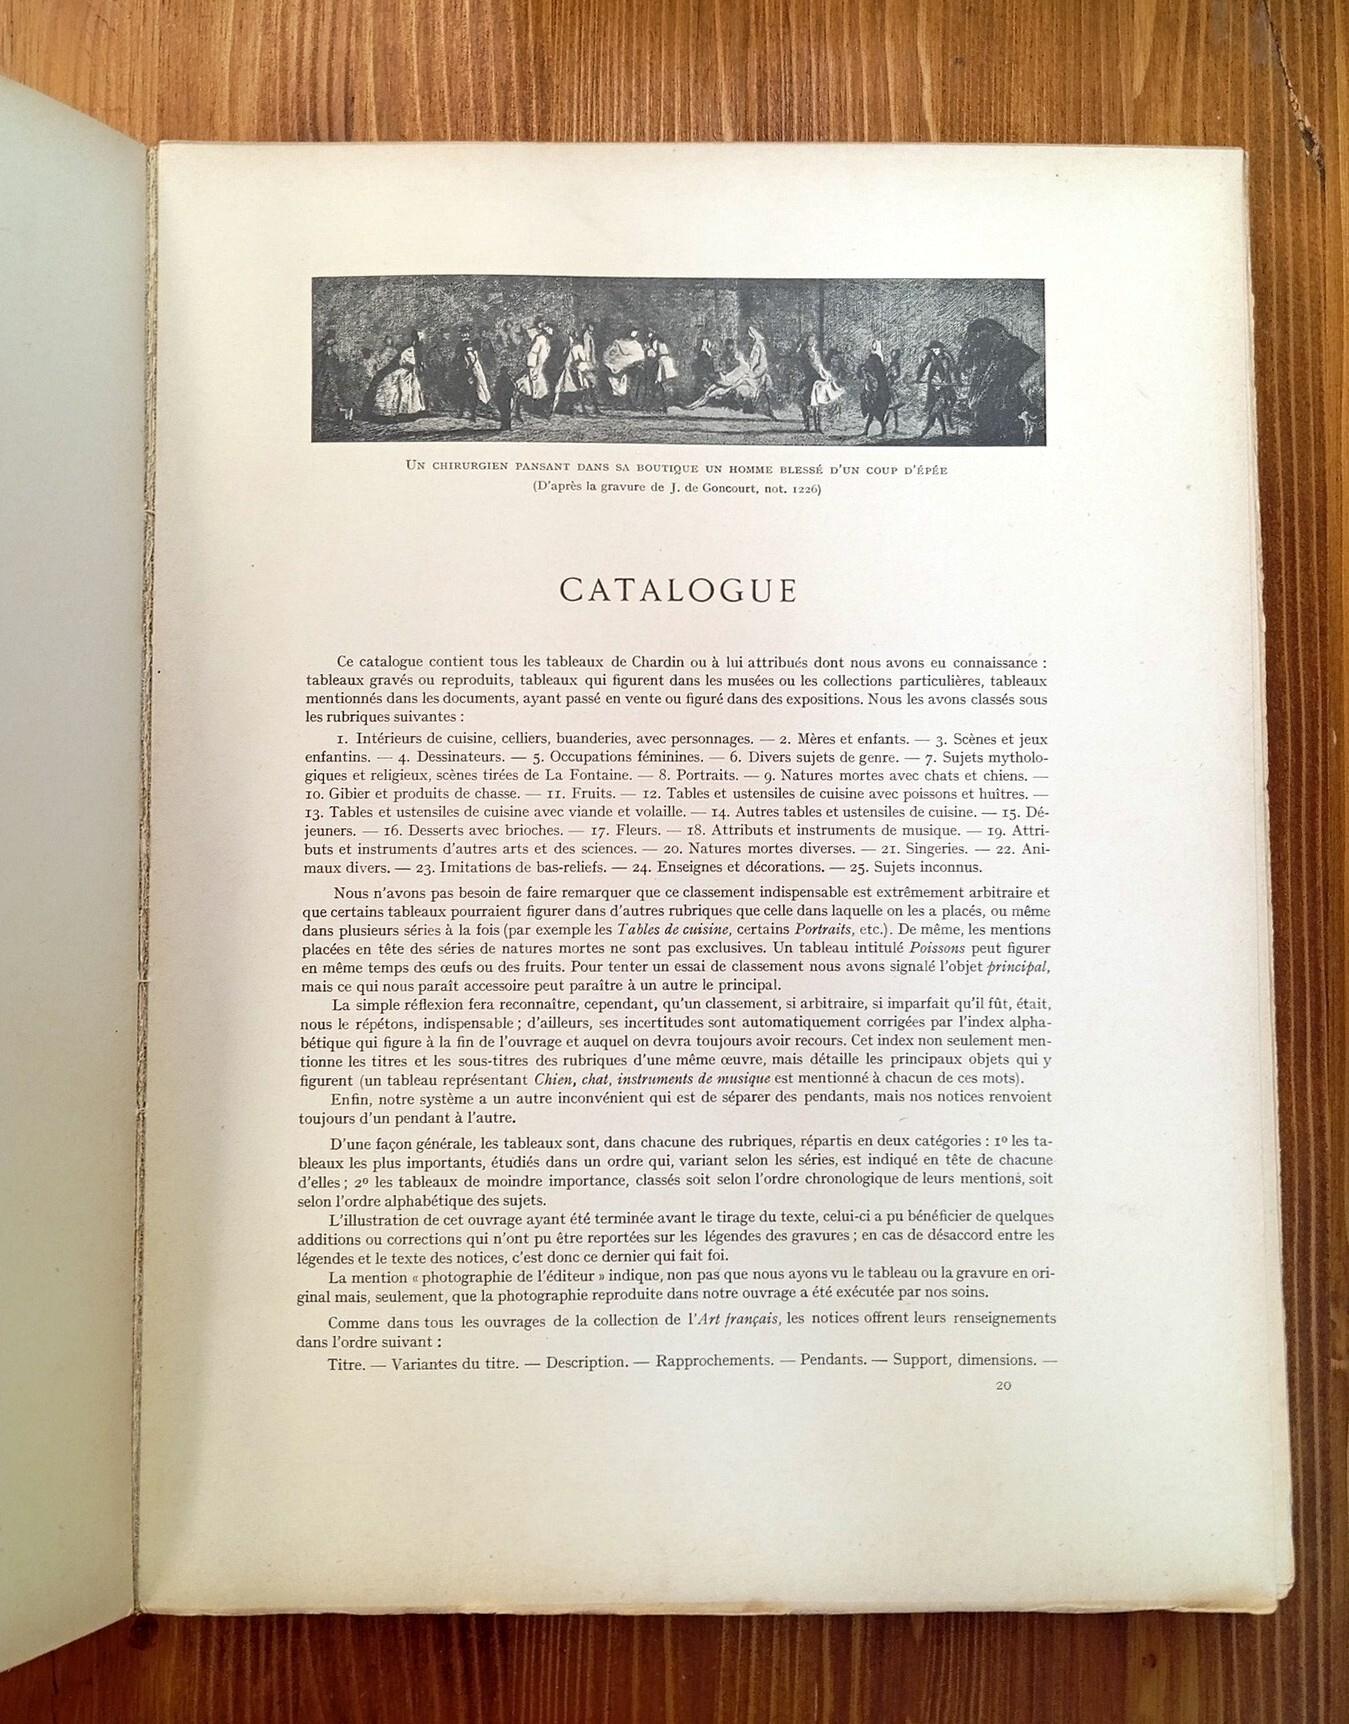 UN CHIRURGIEN PANSANT DANS SA BOUTIQUE UN HOMME BLESSÉ D'UN COUP D'ÉPÉE
(D'après la gravure de J. de Goncourt, not. 1226)
CATALOGUE
Ce catalogue contient tous les tableaux de Chardin ou à lui attribués dont nous avons eu connaissance :
tableaux gravés ou reproduits, tableaux qui figurent dans les musées ou les collections particulières, tableaux
mentionnés dans les documents, ayant passé en vente ou figuré dans des expositions. Nous les avons classés sous
les rubriques suivantes :
1. Intérieurs de cuisine, celliers, buanderies, avec personnages. — 2. Mères et enfants. — 3. Scènes et jeux
enfantins. — 4. Dessinateurs. — 5. Occupations féminines. — 6. Divers sujets de genre. — 7. Sujets mytholo-
giques et religieux, scènes tirées de La Fontaine. — 8. Portraits. — 9. Natures mortes avec chats et chiens. —
10. Gibier et produits de chasse. — 11. Fruits. — 12. Tables et ustensiles de cuisine avec poissons et huîtres. —
13. Tables et ustensiles de cuisine avec viande et volaille. — 14. Autres tables et ustensiles de cuisine. — 15. Dé-
jeuners. — 16. Desserts avec brioches. — 17. Fleurs. — 18. Attributs et instruments de musique. — 19. Attri-
buts et instruments d'autres arts et des sciences. — 20. Natures mortes diverses. — 21. Singeries. — 22. Ani-
maux divers. — 23. Imitations de bas-reliefs. — 24. Enseignes et décorations. — 25. Sujets inconnus.
Nous n'avons pas besoin de faire remarquer que ce classement indispensable est extrêmement arbitraire et
que certains tableaux pourraient figurer dans d'autres rubriques que celle dans laquelle on les a placés, ou même
dans plusieurs séries à la fois (par exemple les Tables de cuisine, certains Portraits, etc.). De même, les mentions
placées en tête des séries de natures mortes ne sont pas exclusives. Un tableau intitulé Poissons peut figurer
en même temps des œufs ou des fruits. Pour tenter un essai de classement nous avons signalé l'objet principal,
mais ce qui nous paraît accessoire peut paraître à un autre le principal.
La simple réflexion fera reconnaître, cependant, qu'un classement, si arbitraire, si imparfait qu'il fût, était,
nous le répétons, indispensable ; d'ailleurs, ses incertitudes sont automatiquement corrigées par l'index alpha-
bétique qui figure à la fin de l'ouvrage et auquel on devra toujours avoir recours. Cet index non seulement men-
tionne les titres et les sous-titres des rubriques d'une même œuvre, mais détaille les principaux objets qui y
figurent (un tableau représentant Chien, chat, instruments de musique est mentionné à chacun de ces mots).
Enfin, notre système a un autre inconvénient qui est de séparer des pendants, mais nos notices renvoient
toujours d'un pendant à l'autre.
D'une façon générale, les tableaux sont, dans chacune des rubriques, répartis en deux catégories : 1º les ta-
bleaux les plus importants, étudiés dans un ordre qui, variant selon les séries, est indiqué en tête de chacune
d'elles ; 2º les tableaux de moindre importance, classés soit selon l'ordre chronologique de leurs mentions, soit
selon l'ordre alphabétique des sujets.
L'illustration de cet ouvrage ayant été terminée avant le tirage du texte, celui-ci a pu bénéficier de quelques
additions ou corrections qui n'ont pu être reportées sur les légendes des gravures ; en cas de désaccord entre les
légendes et le texte des notices, c'est donc ce dernier qui fait foi.
La mention « photographie de l'éditeur » indique, non pas que nous ayons vu le tableau ou la gravure en ori-
ginal mais, seulement, que la photographie reproduite dans notre ouvrage a été exécutée par nos soins.
Comme dans tous les ouvrages de la collection de l'Art français, les notices offrent leurs renseignements
dans l'ordre suivant :
Titre. — Variantes du titre. — Description. — Rapprochements. — Pendants. — Support, dimensions. —
20